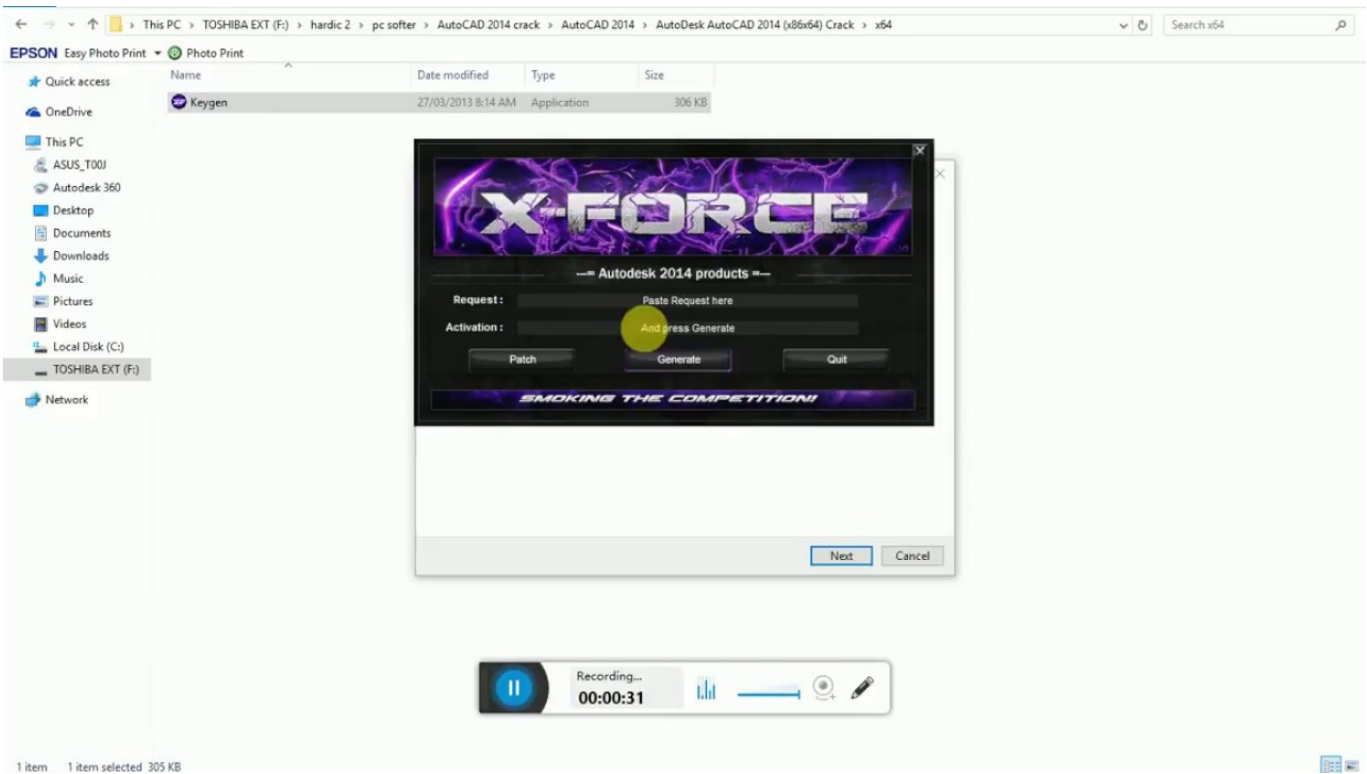 This PC > TOSHIBA EXT (F:) > hardic 2 > pc softer > AutoCAD 2014 crack > AutoCAD 2014 > AutoDesk AutoCAD 2014 (x86x64) Crack > x64
Search x64
EPSON Easy Photo Print Photo Print
Name Date modified Type Size
Keygen 27/03/2013 8:14 AM Application 306 KB
Quick access
OneDrive
This PC
ASUS_T00J
Autodesk 360
Desktop
Documents
Downloads
Music
Pictures
Videos
Local Disk (C:)
TOSHIBA EXT (F:)
Network
X-FORCE
--= Autodesk 2014 products =--
Request : Paste Request here
Activation : And press Generate
Patch Generate Quit
SMOKING THE COMPETITION!
Next Cancel
Recording...
00:00:31
1 item 1 item selected 305 KB